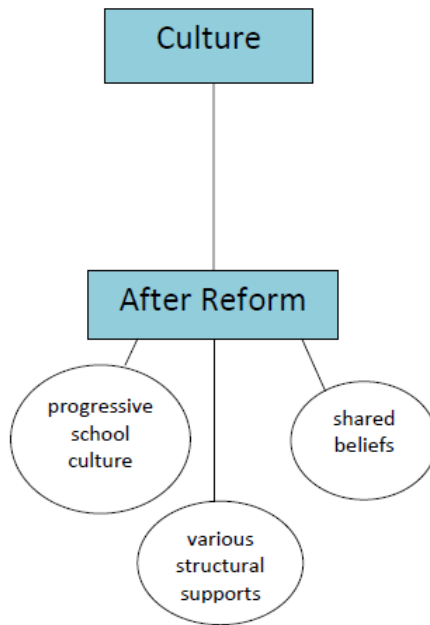 Culture
After Reform
progressive
school
culture
shared
beliefs
various
structural
supports